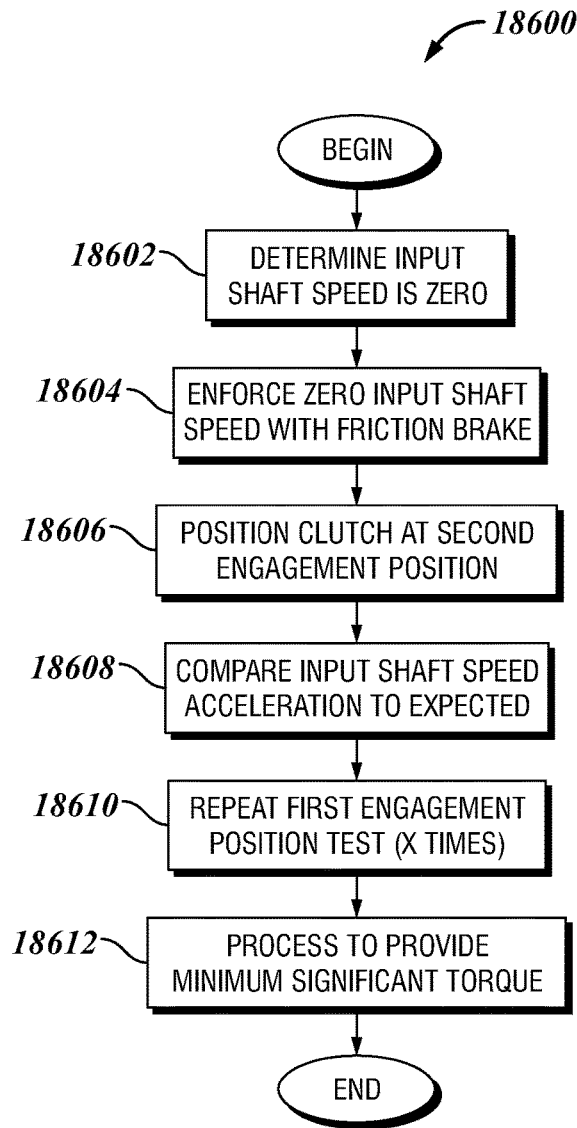 18600
BEGIN
18602
DETERMINE INPUT
SHAFT SPEED IS ZERO
18604
ENFORCE ZERO INPUT SHAFT
SPEED WITH FRICTION BRAKE
18606
POSITION CLUTCH AT SECOND
ENGAGEMENT POSITION
18608
COMPARE INPUT SHAFT SPEED
ACCELERATION TO EXPECTED
18610
REPEAT FIRST ENGAGEMENT
POSITION TEST (X TIMES)
18612
PROCESS TO PROVIDE
MINIMUM SIGNIFICANT TORQUE
END